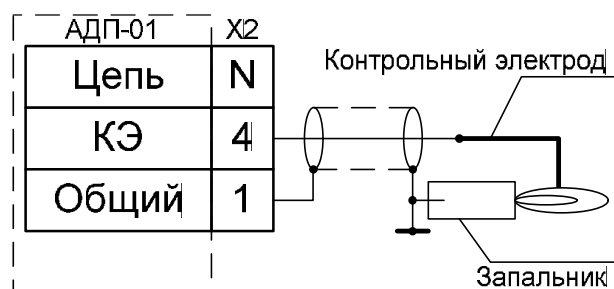 АДП-01 X2
Контрольный электрод
Цепь N
КЭ 4
Общий 1
Запальник